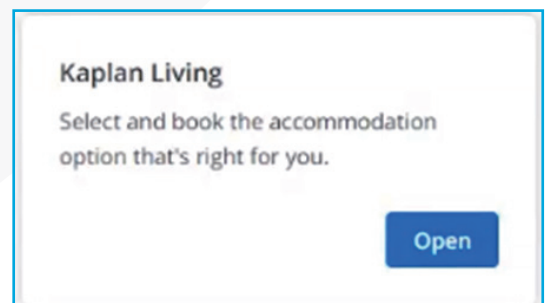 Kaplan Living
Select and book the accommodation
option that's right for you.
Open